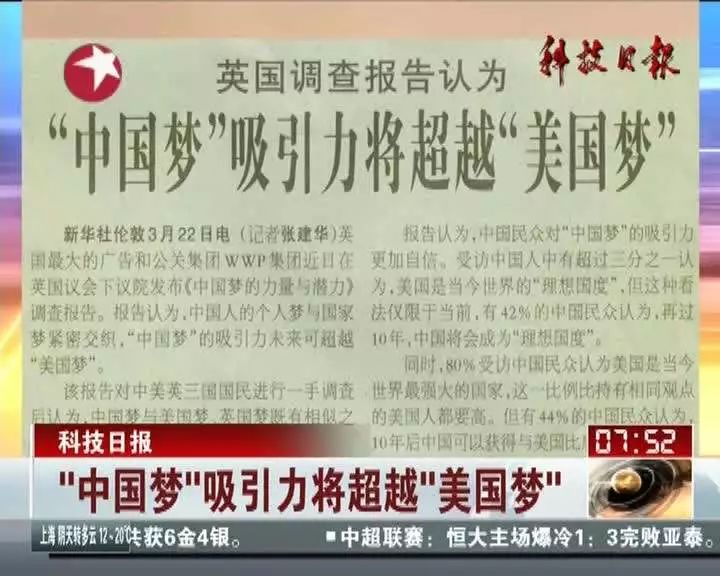 科技日报
英国调查报告认为
“中国梦”吸引力将超越“美国梦”
新华社伦敦3月22日电（记者张建华）英
国最大的广告和公关集团WWP集团近日在
英国议会下议院发布《中国梦的力量与潜力》
调查报告。报告认为，中国人的个人梦与国家
梦紧密交织，“中国梦”的吸引力未来可超越
“美国梦”。
该报告对中美英三国国民进行一手调查
后认为，中国梦与美国梦、英国梦既有相似之
报告认为，中国民众对“中国梦”的吸引力
更加自信。受访中国人中有超过三分之一认
为，美国是当今世界的“理想国度”，但这种看
法仅限于当前，有42%的中国民众认为，再过
10年，中国将会成为“理想国度”。
同时，80%受访中国民众认为美国是当今
世界最强大的国家，这一比例比持有相同观点
的美国人都要高。但有44%的中国民众认为，
10年后中国可以获得与美国比
科技日报
07:52
"中国梦"吸引力将超越"美国梦"
上海 阴天转多云 12~20℃ 获6金4银。 ■中超联赛：恒大主场爆冷1：3完败亚泰。